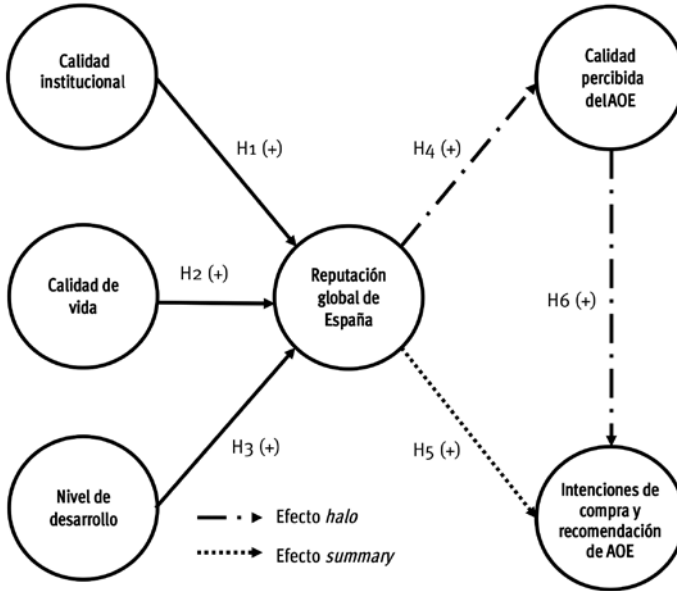 Calidad
institucional
Calidad
percibida
delAOE
H1 (+)
H4 (+)
Calidad de
vida
H2 (+)
Reputación
global de
España
H6 (+)
H3 (+)
H5 (+)
Nivel de
desarrollo
Efecto halo
Efecto summary
Intenciones de
compra y
recomendación
de AOE